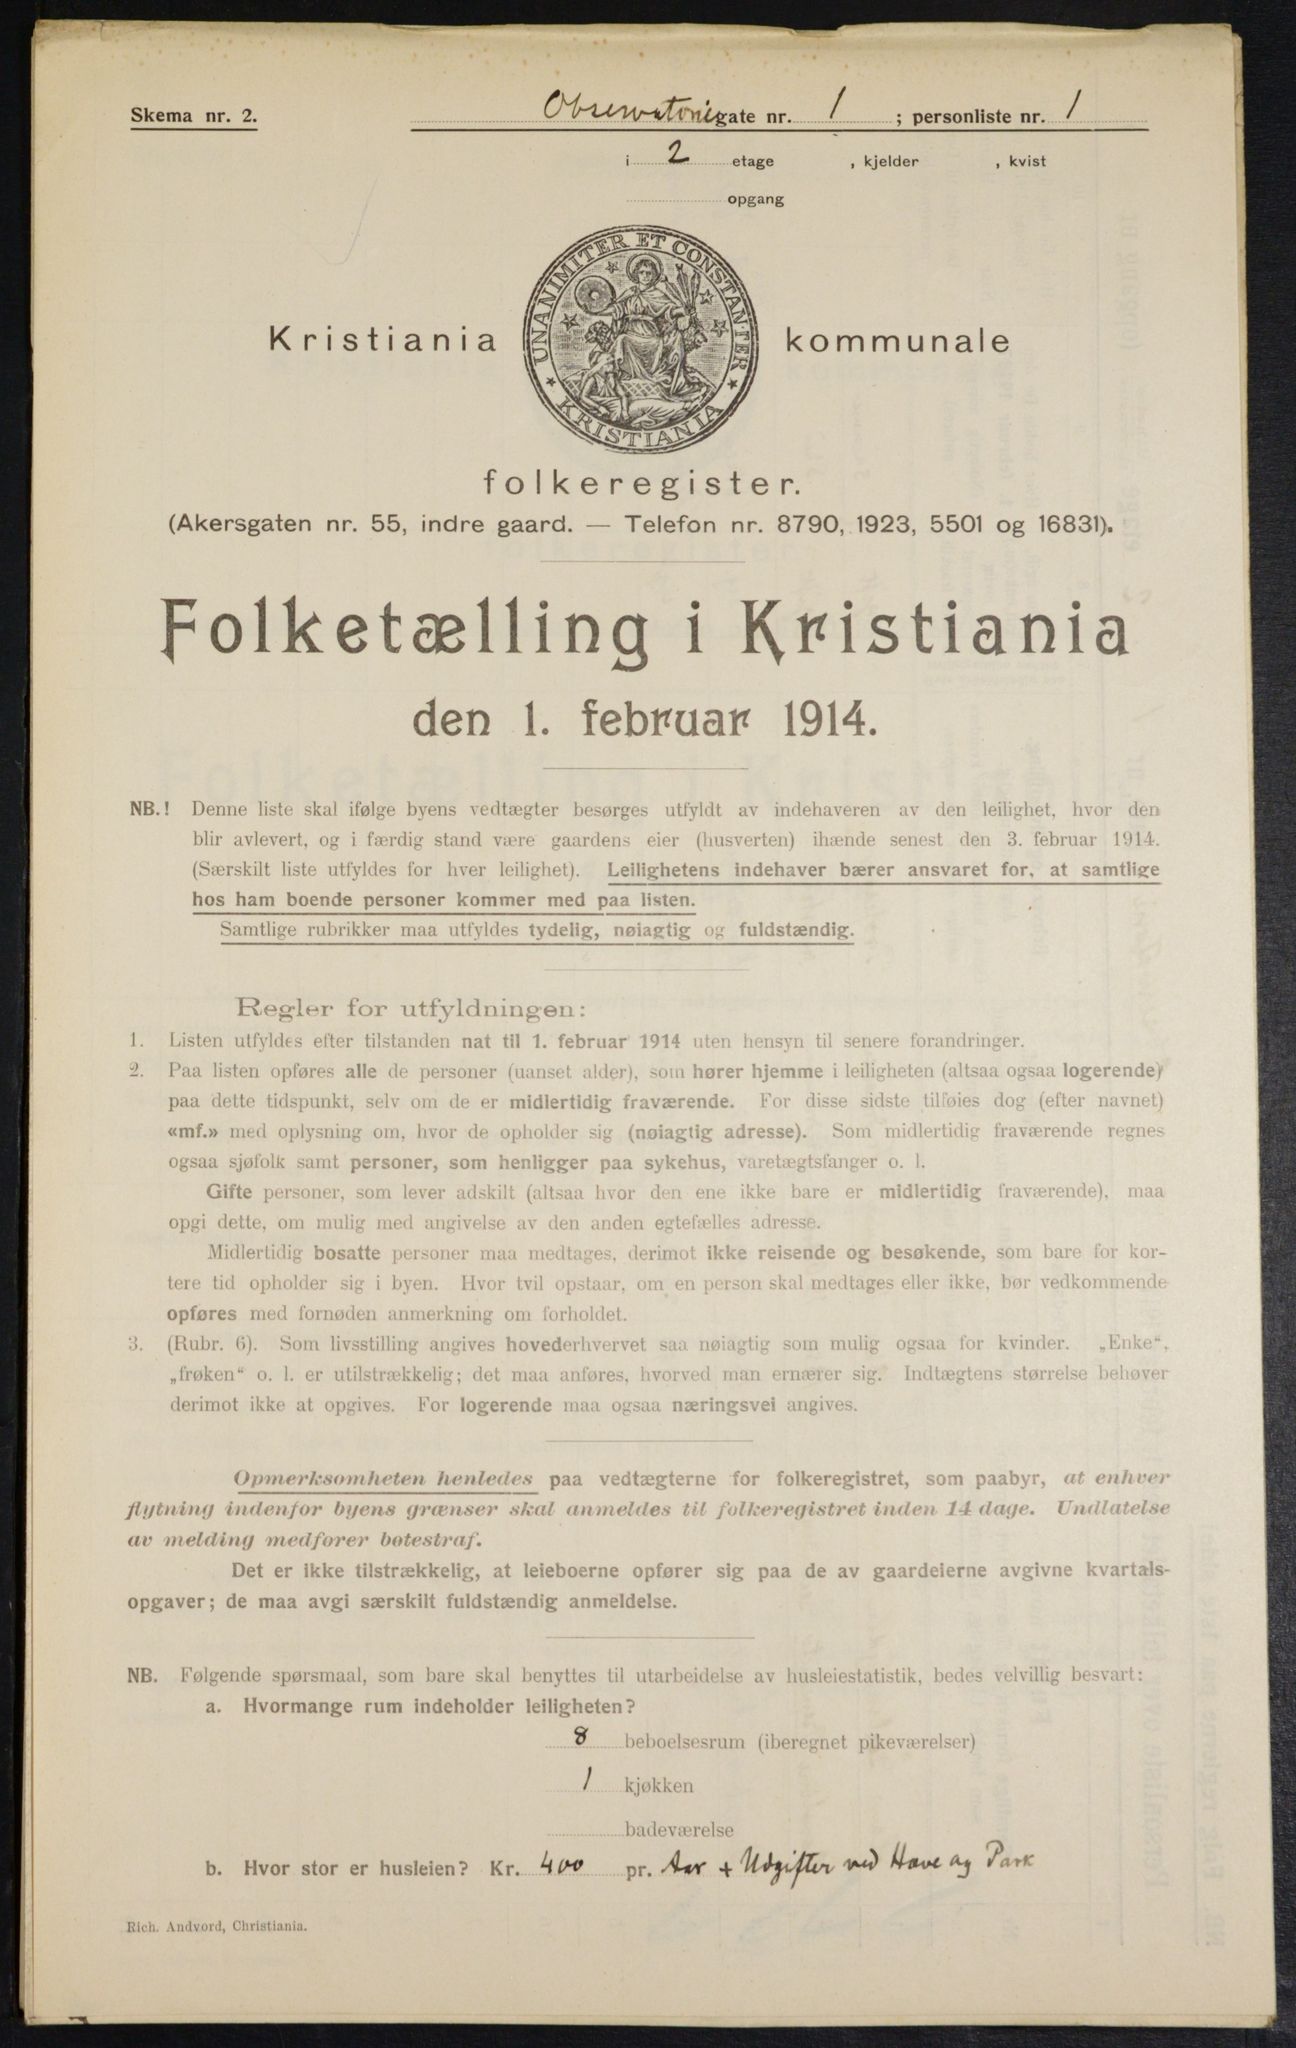 Skema nr. 2.
Observatoriegate nr. 1 ; personliste nr. 1
i 2 etage , kjelder , kvist
opgang
UNANIMITER ET CONSTANTER
KRISTIANIA
Kristiania kommunale
folkeregister.
(Akersgaten nr. 55, indre gaard. — Telefon nr. 8790, 1923, 5501 og 16831).
Folketælling i Kristiania
den 1. februar 1914.
NB.! Denne liste skal ifølge byens vedtægter besørges utfyldt av indehaveren av den leilighet, hvor den
blir avlevert, og i færdig stand være gaardens eier (husverten) ihænde senest den 3. februar 1914.
(Særskilt liste utfyldes for hver leilighet). Leilighetens indehaver bærer ansvaret for, at samtlige
hos ham boende personer kommer med paa listen.
Samtlige rubrikker maa utfyldes tydelig, nøiagtig og fuldstændig.
Regler for utfyldningen:
1. Listen utfyldes efter tilstanden nat til 1. februar 1914 uten hensyn til senere forandringer.
2. Paa listen opføres alle de personer (uanset alder), som hører hjemme i leiligheten (altsaa ogsaa logerende)
paa dette tidspunkt, selv om de er midlertidig fraværende. For disse sidste tilføies dog (efter navnet)
«mf.» med oplysning om, hvor de opholder sig (nøiagtig adresse). Som midlertidig fraværende regnes
ogsaa sjøfolk samt personer, som henligger paa sykehus, varetægtsfanger o. l.
Gifte personer, som lever adskilt (altsaa hvor den ene ikke bare er midlertidig fraværende), maa
opgi dette, om mulig med angivelse av den anden egtefælles adresse.
Midlertidig bosatte personer maa medtages, derimot ikke reisende og besøkende, som bare for kor-
tere tid opholder sig i byen. Hvor tvil opstaar, om en person skal medtages eller ikke, bør vedkommende
opføres med fornøden anmerkning om forholdet.
3. (Rubr. 6). Som livsstilling angives hovederhvervet saa nøiagtig som mulig ogsaa for kvinder. „Enke“,
„frøken“ o. l. er utilstrækkelig; det maa anføres, hvorved man ernærer sig. Indtægtens størrelse behøver
derimot ikke at opgives. For logerende maa ogsaa næringsvei angives.
Opmerksomheten henledes paa vedtægterne for folkeregistret, som paabyr, at enhver
flytning indenfor byens grænser skal anmeldes til folkeregistret inden 14 dage. Undlatelse
av melding medfører bøtestraf.
Det er ikke tilstrækkelig, at leieboerne opfører sig paa de av gaardeierne avgivne kvartals-
opgaver; de maa avgi særskilt fuldstændig anmeldelse.
NB. Følgende spørsmaal, som bare skal benyttes til utarbeidelse av husleiestatistik, bedes velvillig besvart:
a. Hvormange rum indeholder leiligheten?
8 beboelsesrum (iberegnet pikeværelser)
1 kjøkken
badeværelse
b. Hvor stor er husleien? Kr. 400 pr. Aar + Udgifter ved Have og Park
Rich. Andvord, Christiania.